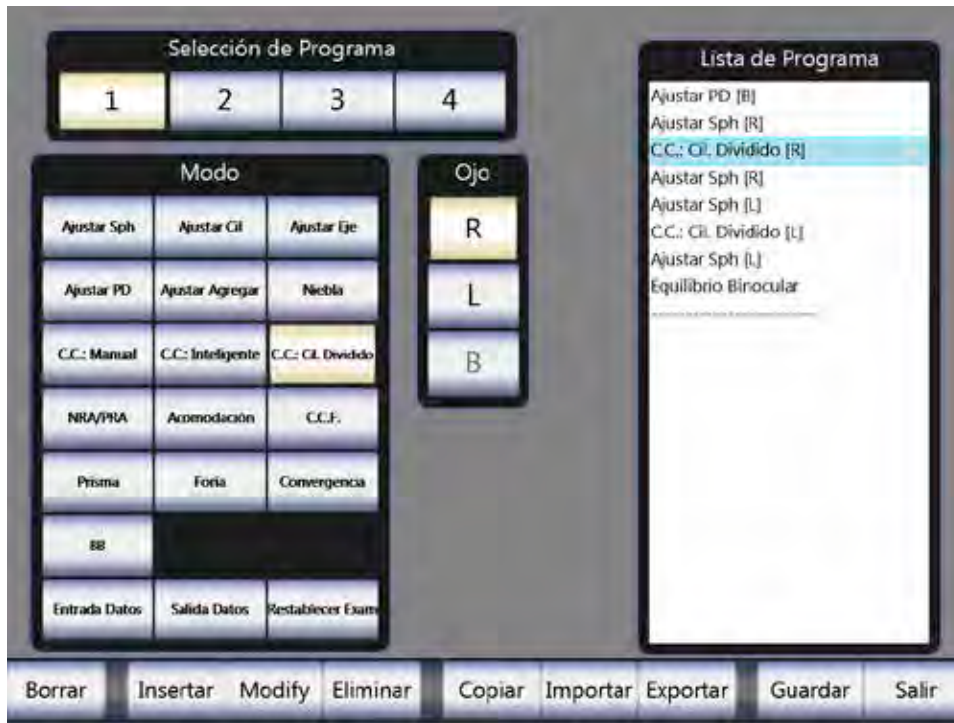 Selección de Programa
1 2 3 4
Modo
Ajustar Sph Ajustar Cil Ajustar Eje
Ajustar PD Ajustar Agregar Niebla
C.C.: Manual C.C.: Inteligente C.C.: Cil. Dividido
NRA/PRA Acomodación C.C.F.
Prisma Foria Convergencia
BB
Entrada Datos Salida Datos Restablecer Exam
Ojo
R
L
B
Lista de Programa
Ajustar PD [B]
Ajustar Sph [R]
C.C.: Cil. Dividido [R]
Ajustar Sph [R]
Ajustar Sph [L]
C.C.: Cil. Dividido [L]
Ajustar Sph [L]
Equilibrio Binocular
Borrar Insertar Modify Eliminar Copiar Importar Exportar Guardar Salir